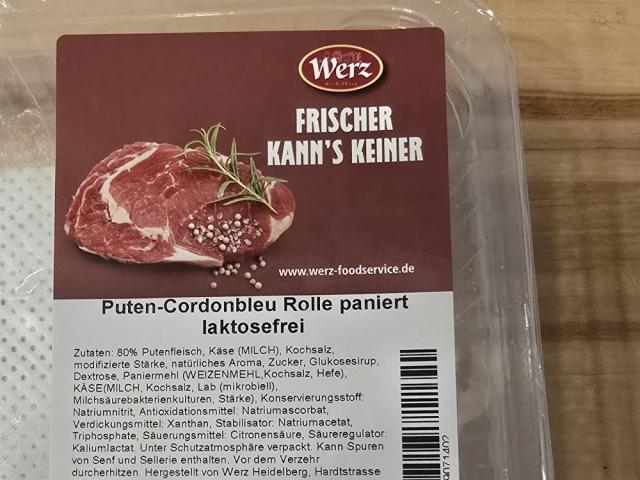 Werz
Heidelberg
FRISCHER
KANN'S KEINER
www.werz-foodservice.de
Puten-Cordonbleu Rolle paniert
laktosefrei
Zutaten: 80% Putenfleisch, Käse (MILCH), Kochsalz,
modifizierte Stärke, natürliches Aroma, Zucker, Glukosesirup,
Dextrose, Paniermehl (WEIZENMEHL,Kochsalz, Hefe),
KÄSE(MILCH, Kochsalz, Lab (mikrobiell),
Milchsäurebakterienkulturen, Stärke), Konservierungsstoff:
Natriumnitrit, Antioxidationsmittel: Natriumascorbat,
Verdickungsmittel: Xanthan, Stabilisator: Natriumacetat,
Triphosphate, Säuerungsmittel: Citronensäure, Säureregulator:
Kaliumlactat. Unter Schutzatmosphäre verpackt. Kann Spuren
von Senf und Sellerie enthalten. Vor dem Verzehr
durcherhitzen. Hergestellt von Werz Heidelberg, Hardtstrasse